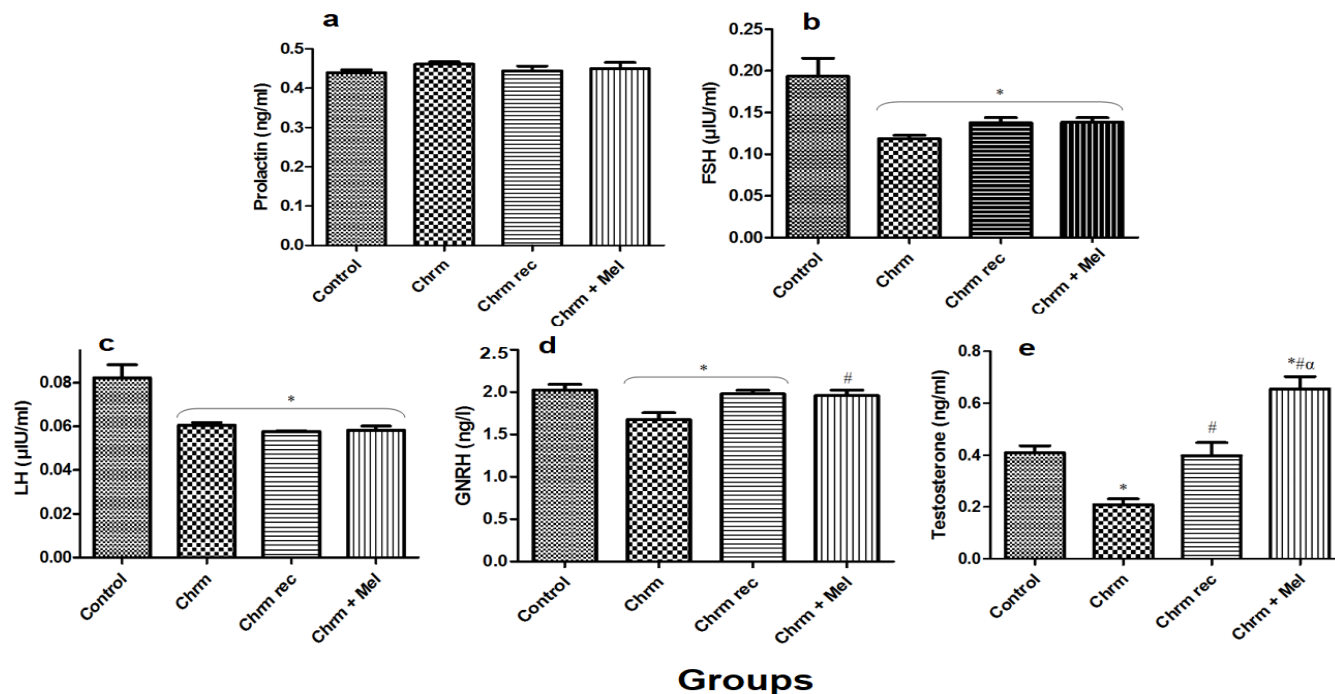 a
Prolactin (ng/ml)
0.5
0.4
0.3
0.2
0.1
0.0
Control
Chrm
Chrm rec
Chrm + Mel
b
FSH (µIU/ml)
0.20
0.15
0.10
0.05
0.00
*
Control
Chrm
Chrm rec
Chrm + Mel
c
LH (µIU/ml)
0.08
0.06
0.04
0.02
0.00
*
Control
Chrm
Chrm rec
Chrm + Mel
d
GNRH (ng/l)
2.5
2.0
1.5
1.0
0.5
0.0
*
#
Control
Chrm
Chrm rec
Chrm + Mel
e
Testosterone (ng/ml)
0.8
0.6
0.4
0.2
0.0
*
#
*#α
Control
Chrm
Chrm rec
Chrm + Mel
Groups